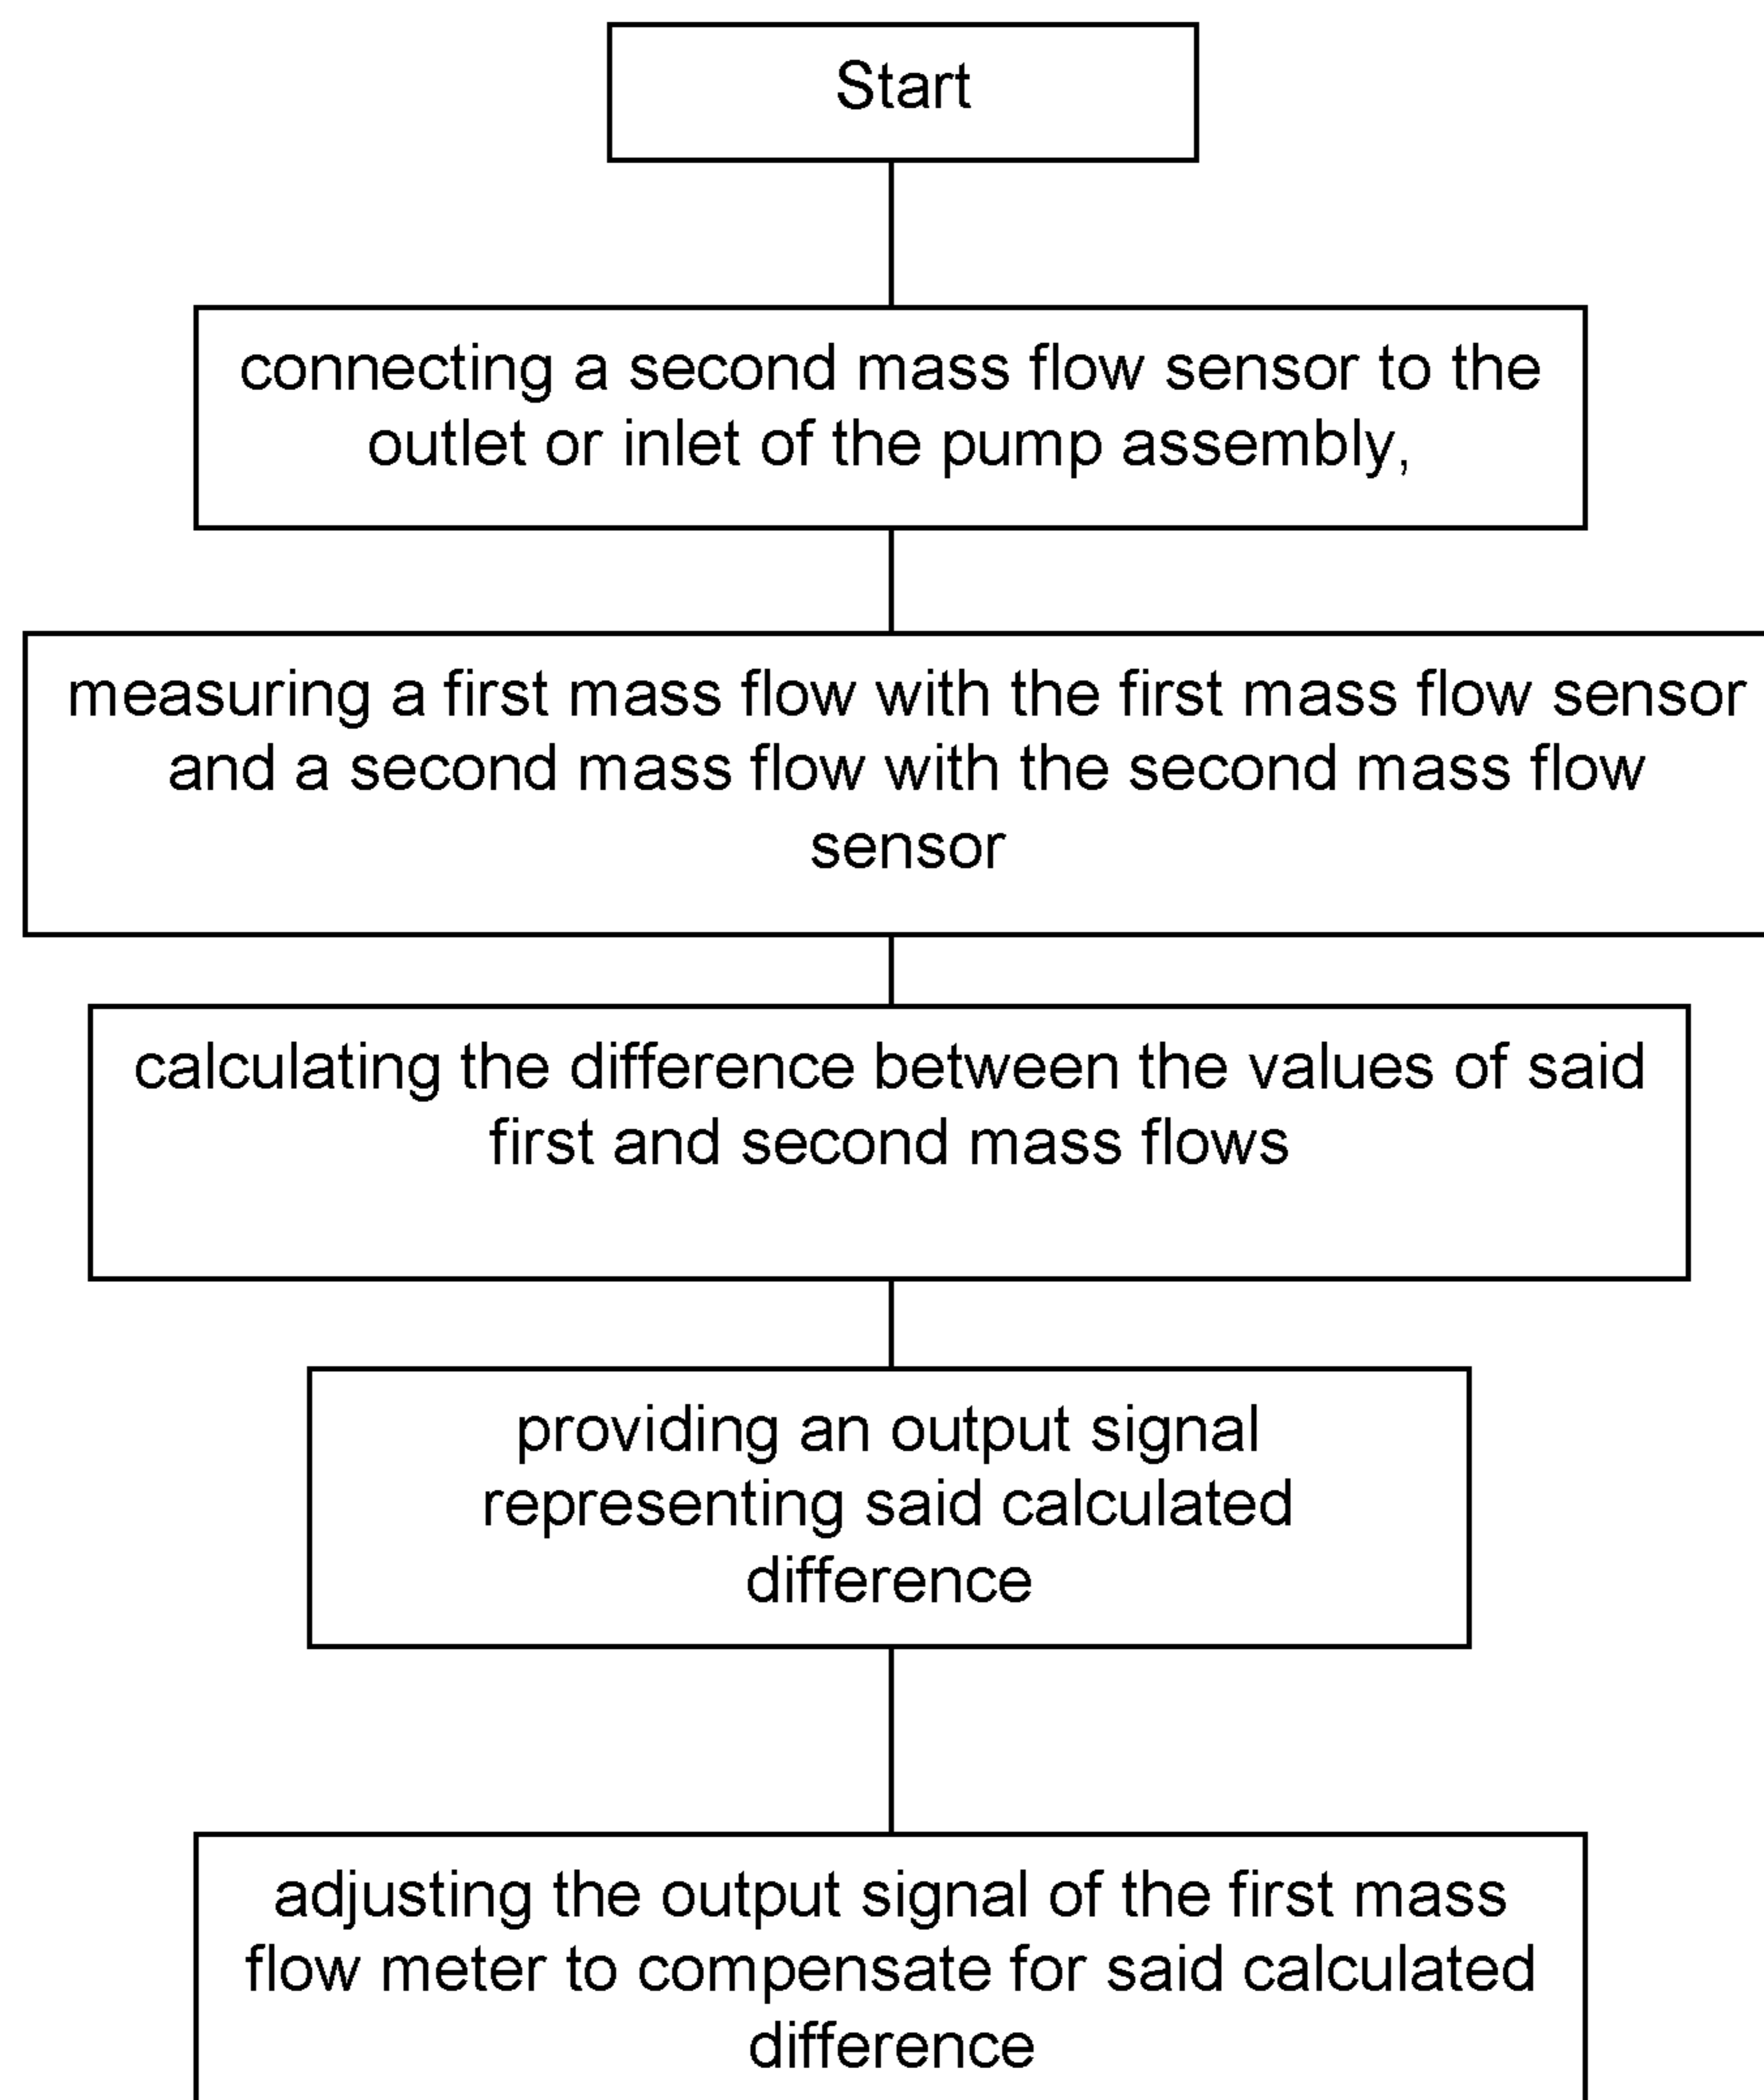 Start
connecting a second mass flow sensor to the
outlet or inlet of the pump assembly,
measuring a first mass flow with the first mass flow sensor
and a second mass flow with the second mass flow
sensor
calculating the difference between the values of said
first and second mass flows
providing an output signal
representing said calculated
difference
adjusting the output signal of the first mass
flow meter to compensate for said calculated
difference